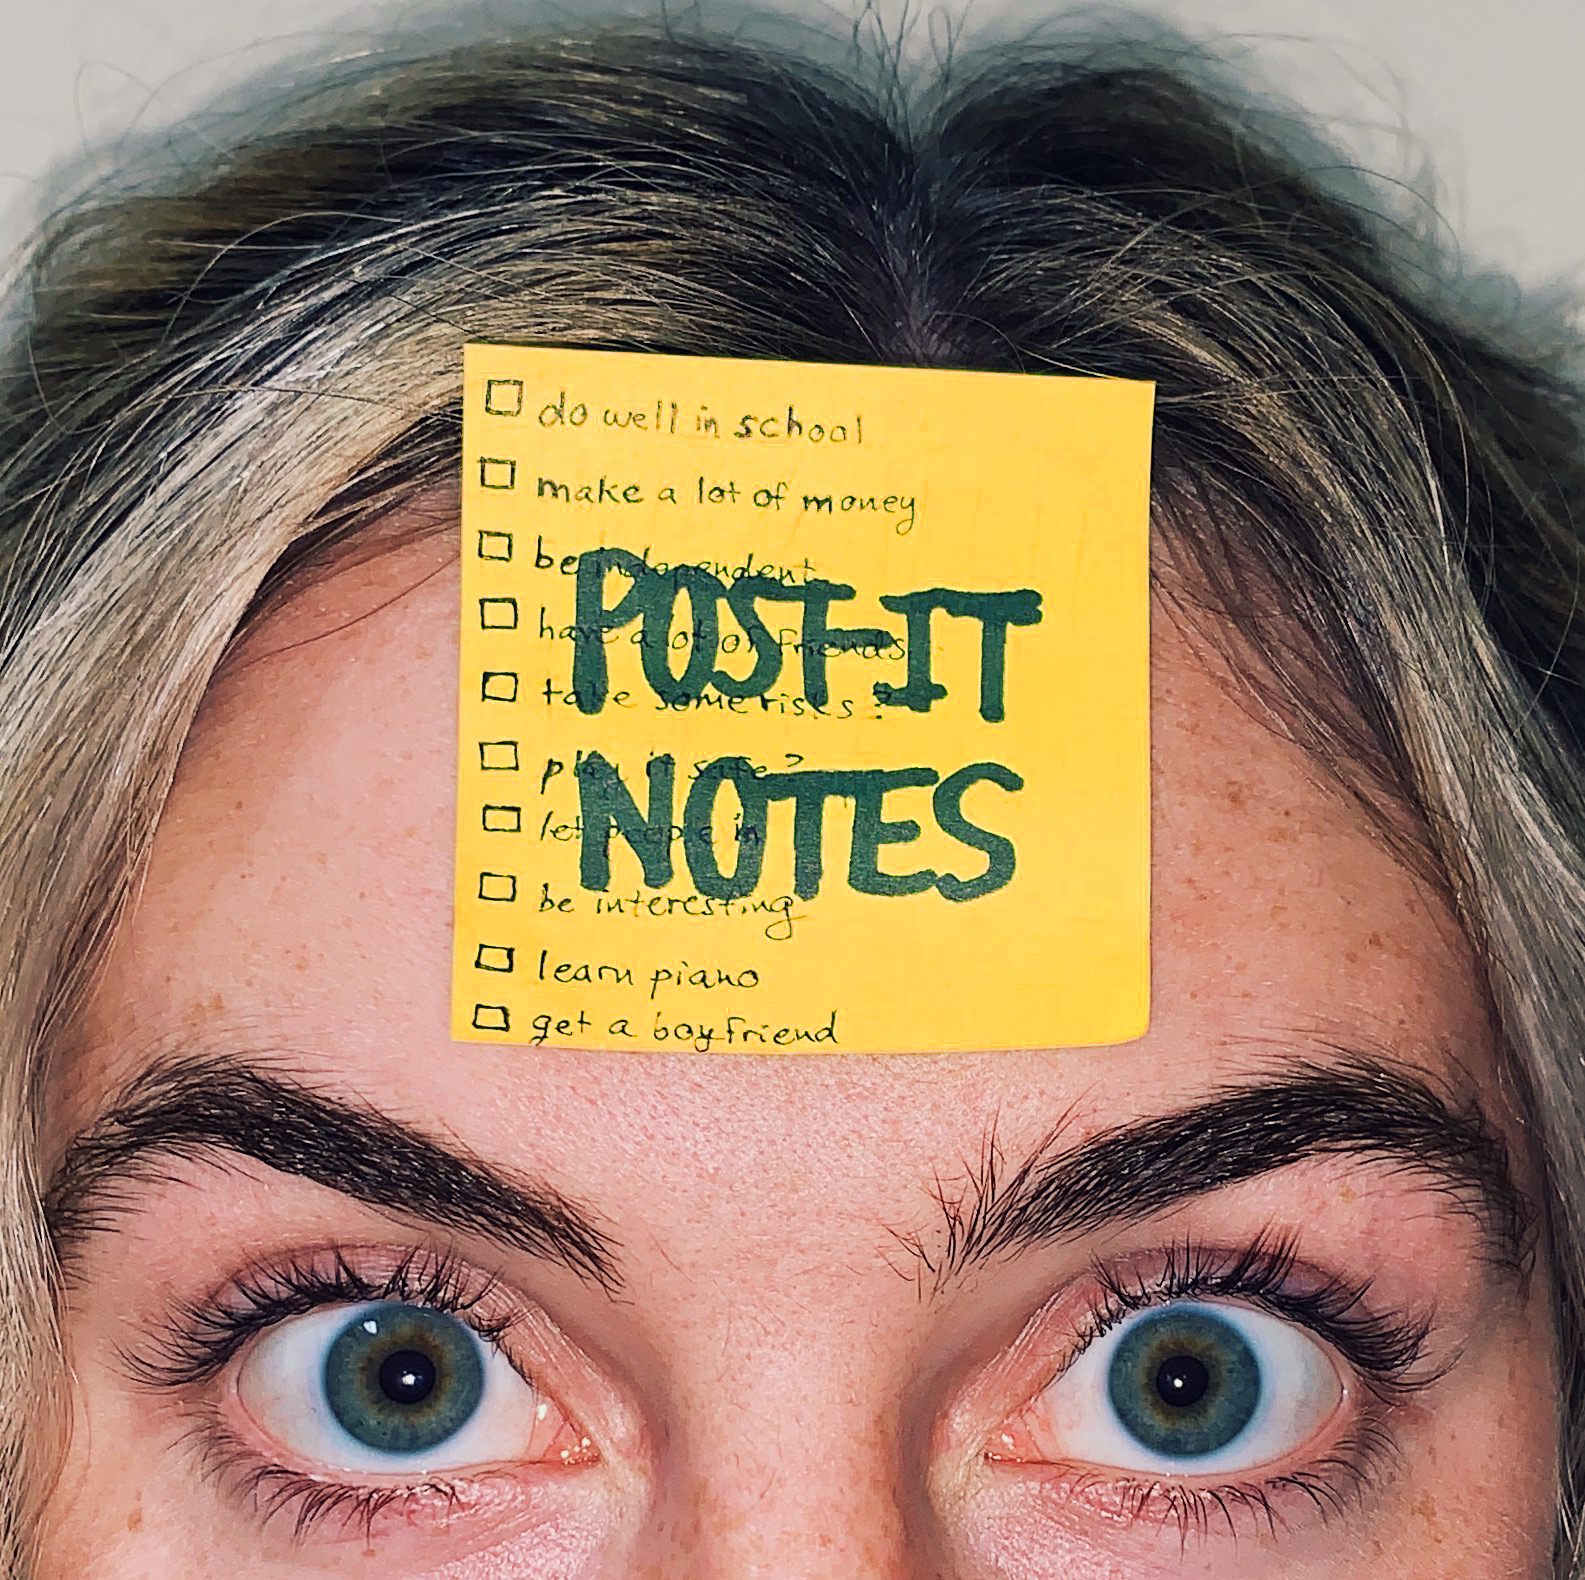 do well in school
make a lot of money
be independent
have a lot of friends
take some risks?
play it safe?
let people in
be interesting
learn piano
get a boyfriend
POST-IT
NOTES